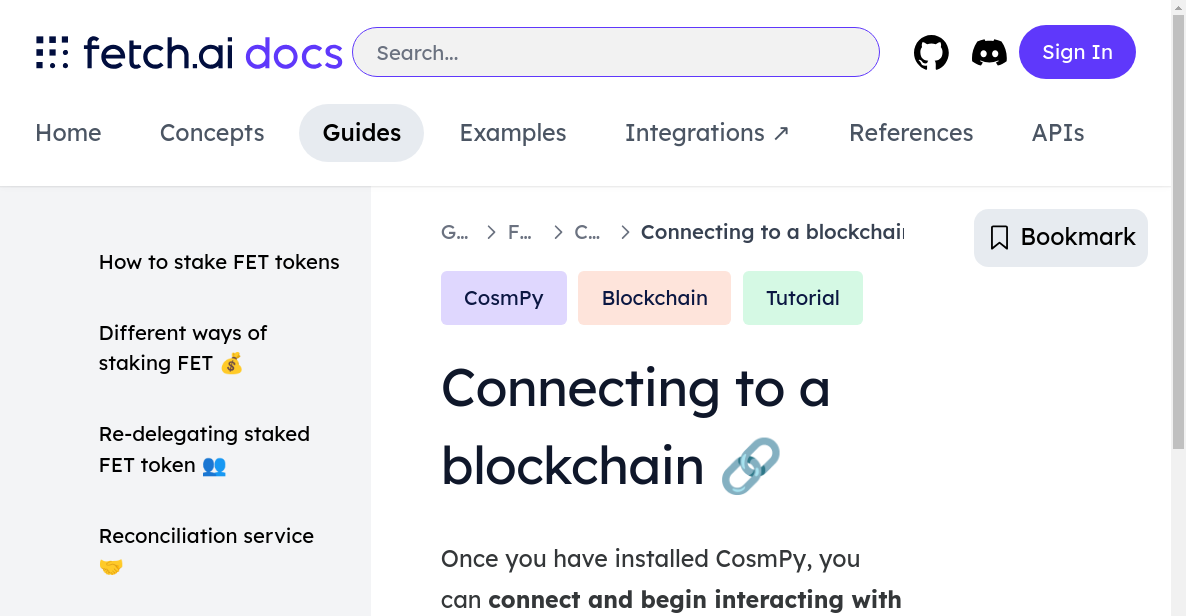 fetch.ai docs
Search...
Sign In
Home Concepts Guides Examples Integrations ↗ References APIs
How to stake FET tokens
Different ways of
staking FET 💰
Re-delegating staked
FET token 👥
Reconciliation service
🤝
G... > F... > C... > Connecting to a blockchai
Bookmark
CosmPy Blockchain Tutorial
Connecting to a
blockchain 🔗
Once you have installed CosmPy, you
can connect and begin interacting with